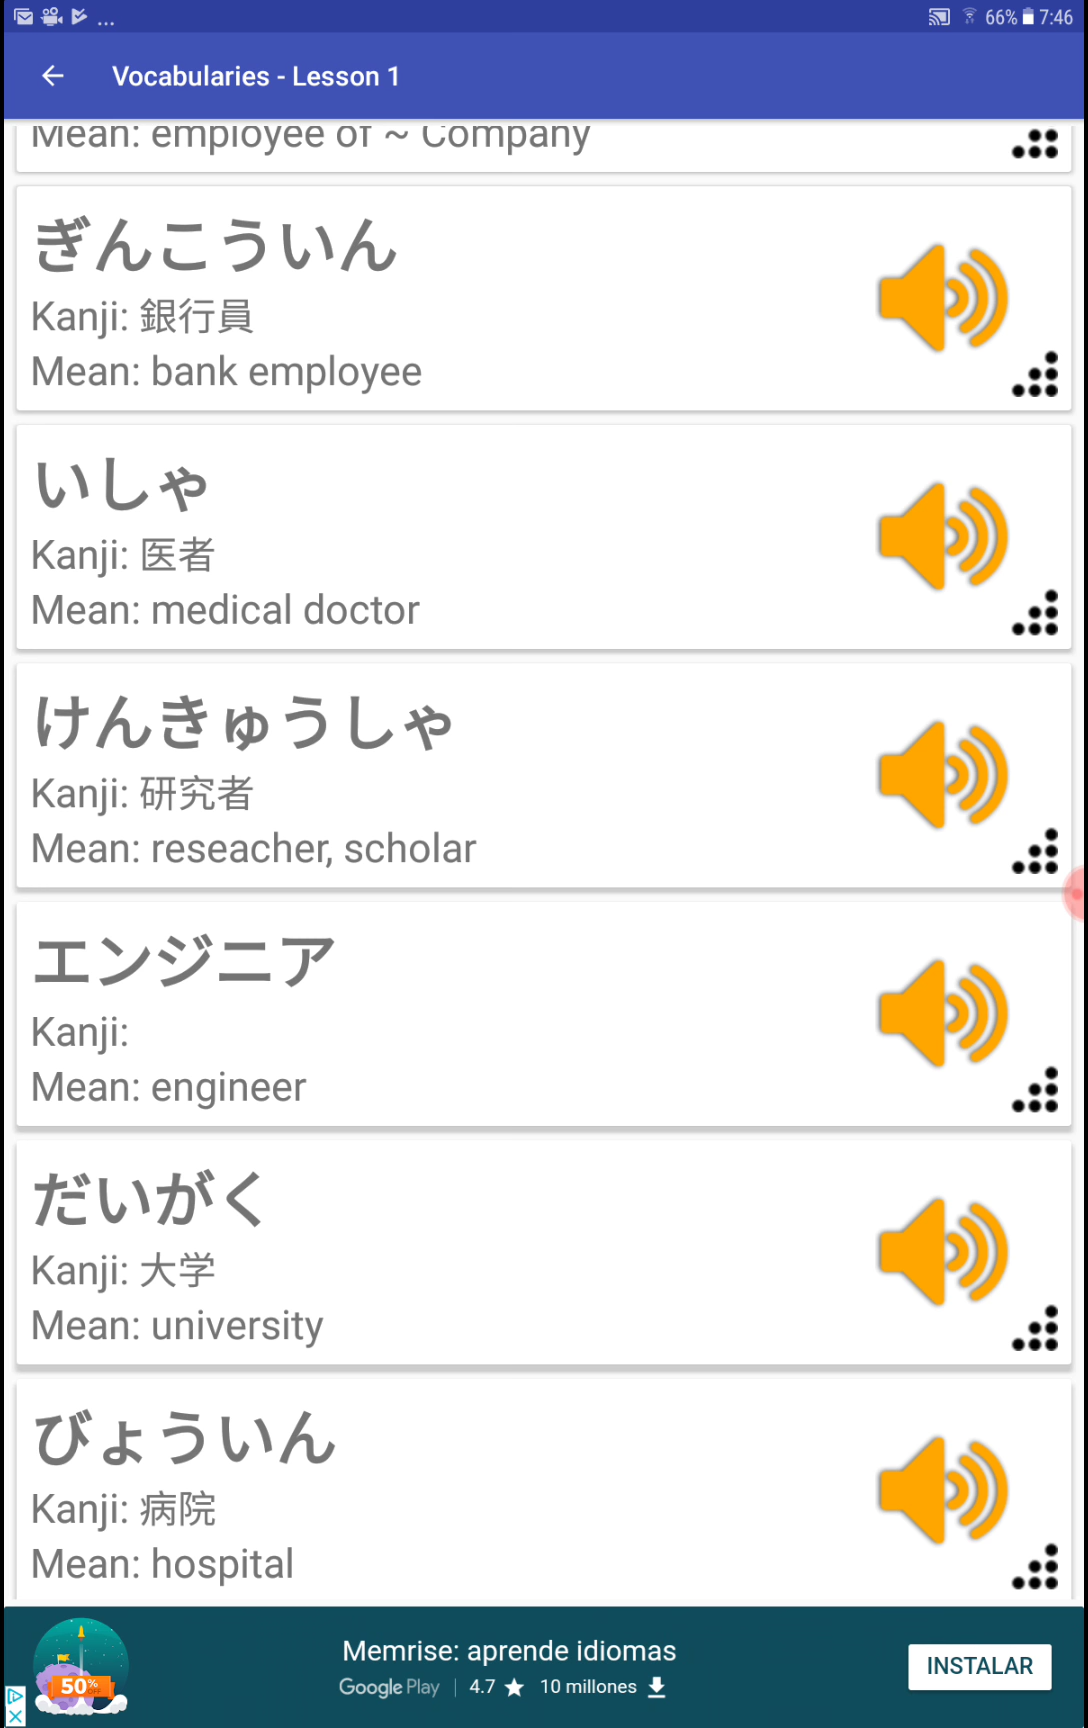 ... 66% 7:46
Vocabularies - Lesson 1
Mean: employee of ~ Company
ぎんこういん
Kanji: 銀行員
Mean: bank employee
いしゃ
Kanji: 医者
Mean: medical doctor
けんきゅうしゃ
Kanji: 研究者
Mean: reseacher, scholar
エンジニア
Kanji:
Mean: engineer
だいがく
Kanji: 大学
Mean: university
びょういん
Kanji: 病院
Mean: hospital
Memrise: aprende idiomas
50%
Google Play | 4.7 ★ 10 millones
INSTALAR